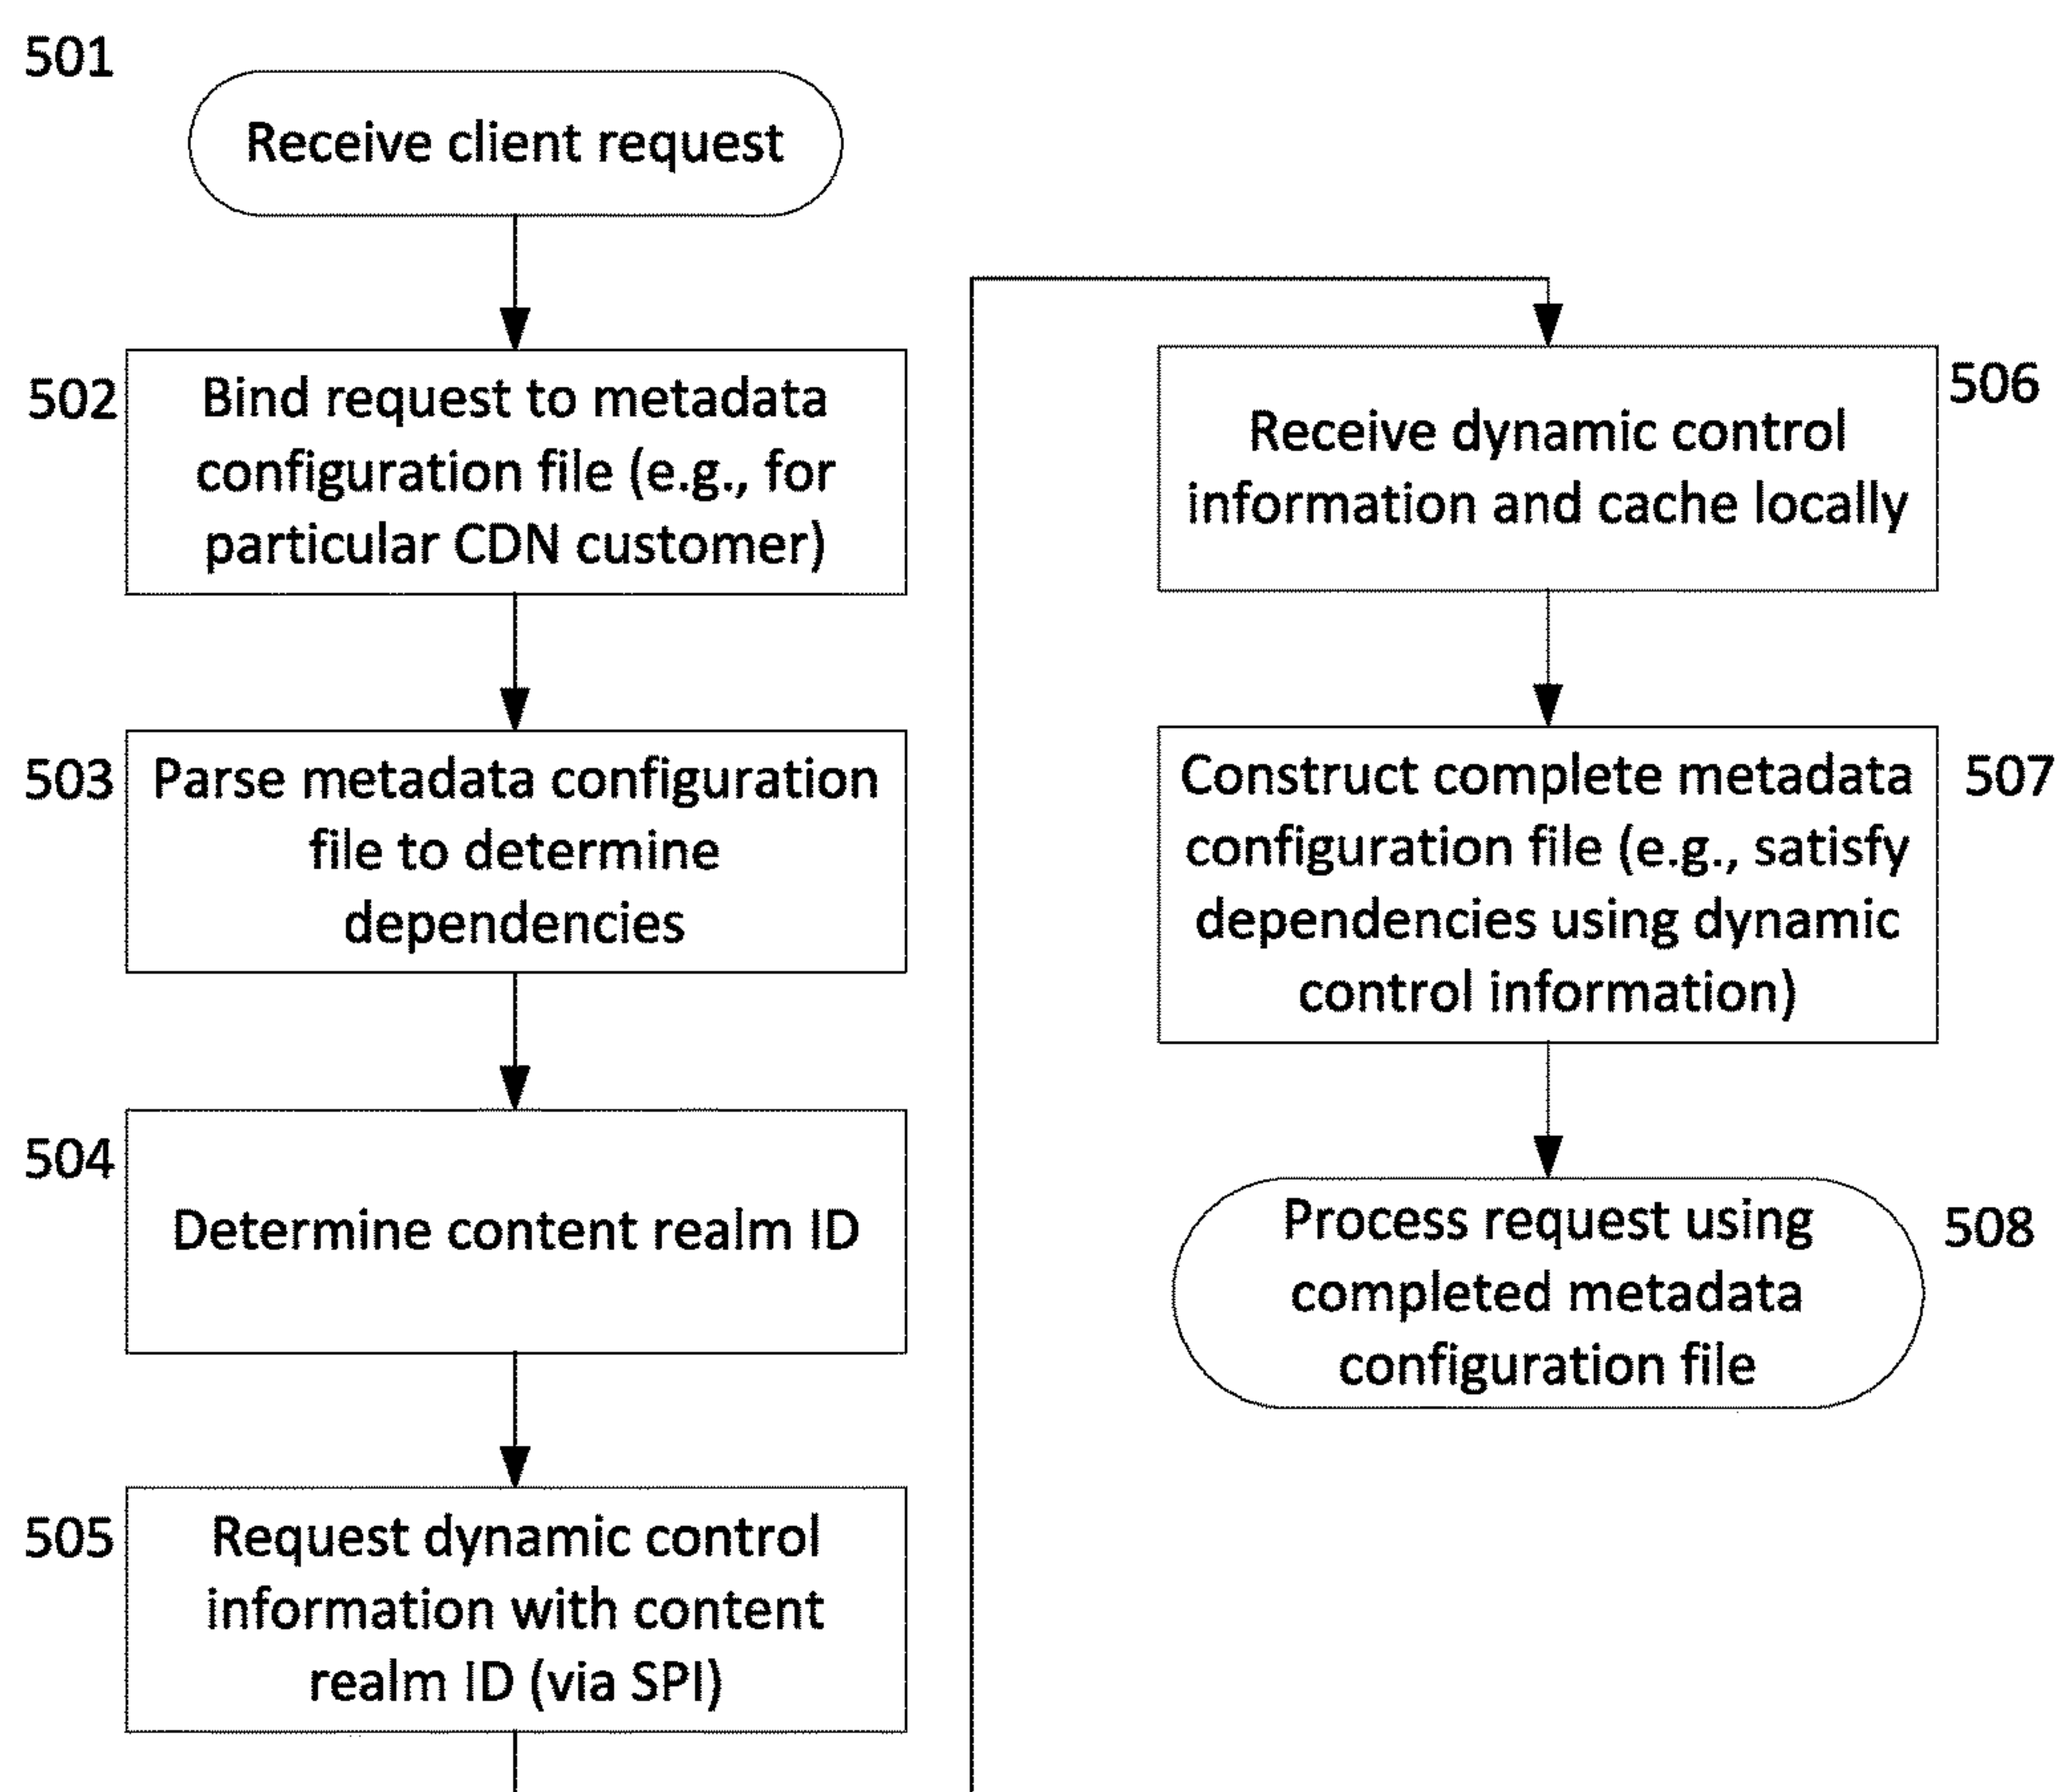 501
Receive client request
502
Bind request to metadata
configuration file (e.g., for
particular CDN customer)
503
Parse metadata configuration
file to determine
dependencies
504
Determine content realm ID
505
Request dynamic control
information with content
realm ID (via SPI)
506
Receive dynamic control
information and cache locally
507
Construct complete metadata
configuration file (e.g., satisfy
dependencies using dynamic
control information)
508
Process request using
completed metadata
configuration file